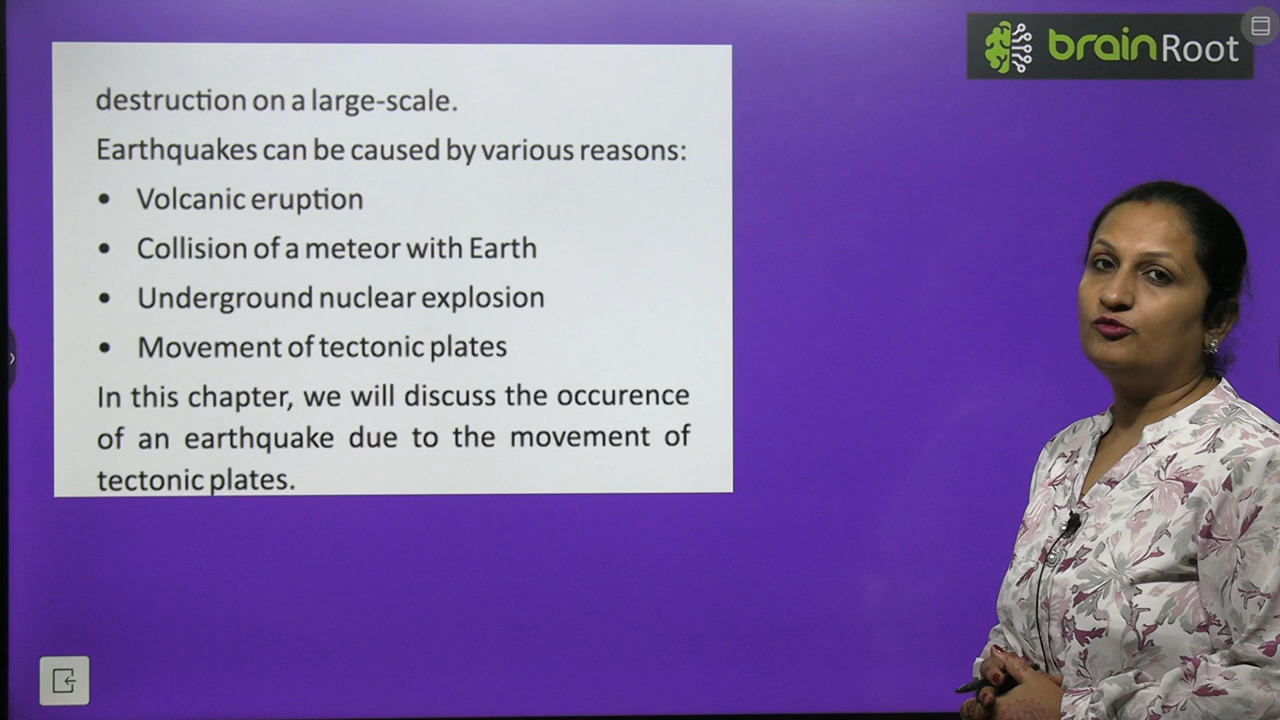 brainRoot
destruction on a large-scale.
Earthquakes can be caused by various reasons:
• Volcanic eruption
• Collision of a meteor with Earth
• Underground nuclear explosion
• Movement of tectonic plates
In this chapter, we will discuss the occurence
of an earthquake due to the movement of
tectonic plates.